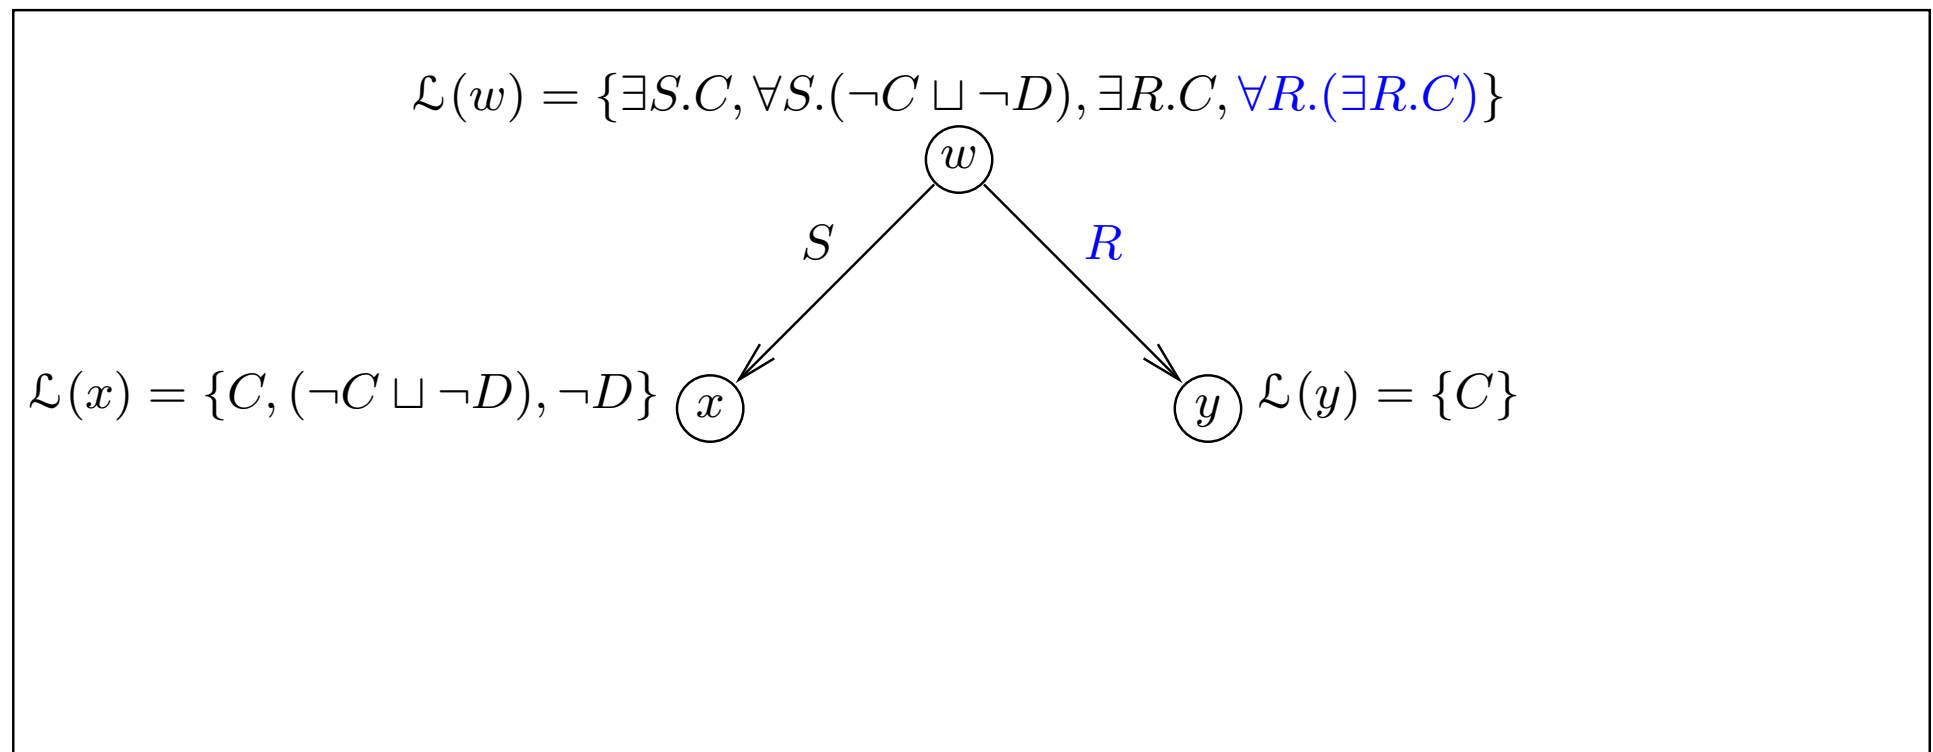 ℒ(w) = {∃S.C, ∀S.(¬C ⊔ ¬D), ∃R.C, ∀R.(∃R.C)}
w
S
R
ℒ(x) = {C, (¬C ⊔ ¬D), ¬D}
x
y
ℒ(y) = {C}